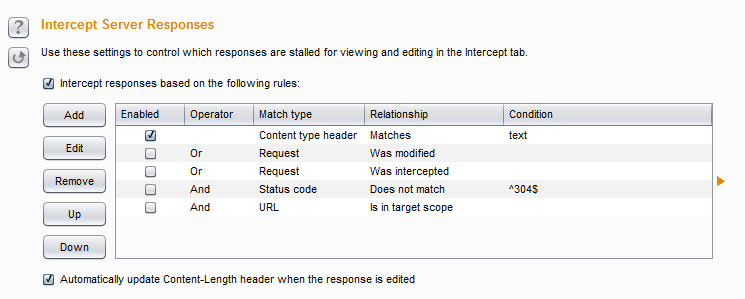 ?
Intercept Server Responses
Use these settings to control which responses are stalled for viewing and editing in the Intercept tab.
Intercept responses based on the following rules:
Add
Edit
Remove
Up
Down
Enabled Operator Match type Relationship Condition
Content type header Matches text
Or Request Was modified
Or Request Was intercepted
And Status code Does not match ^304$
And URL Is in target scope
Automatically update Content-Length header when the response is edited